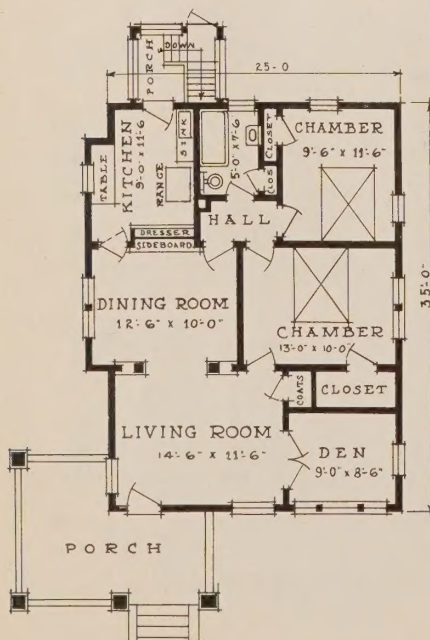 DOWN
PORCH
25-0
SINK
5'-0" x 7'-6
CLOSET
CHAMBER
9'-6" x 11'-6
TABLE
KITCHEN
9'-0" x 11'-6
RANGE
CLOS
HALL
DRESSER
SIDEBOARD
DINING ROOM
12'-6" x 10'-0"
CHAMBER
13'-0" x 10'-0"
35'-0"
COATS
CLOSET
LIVING ROOM
14'-6" x 11'-6"
DEN
9'-0" x 8'-6"
PORCH